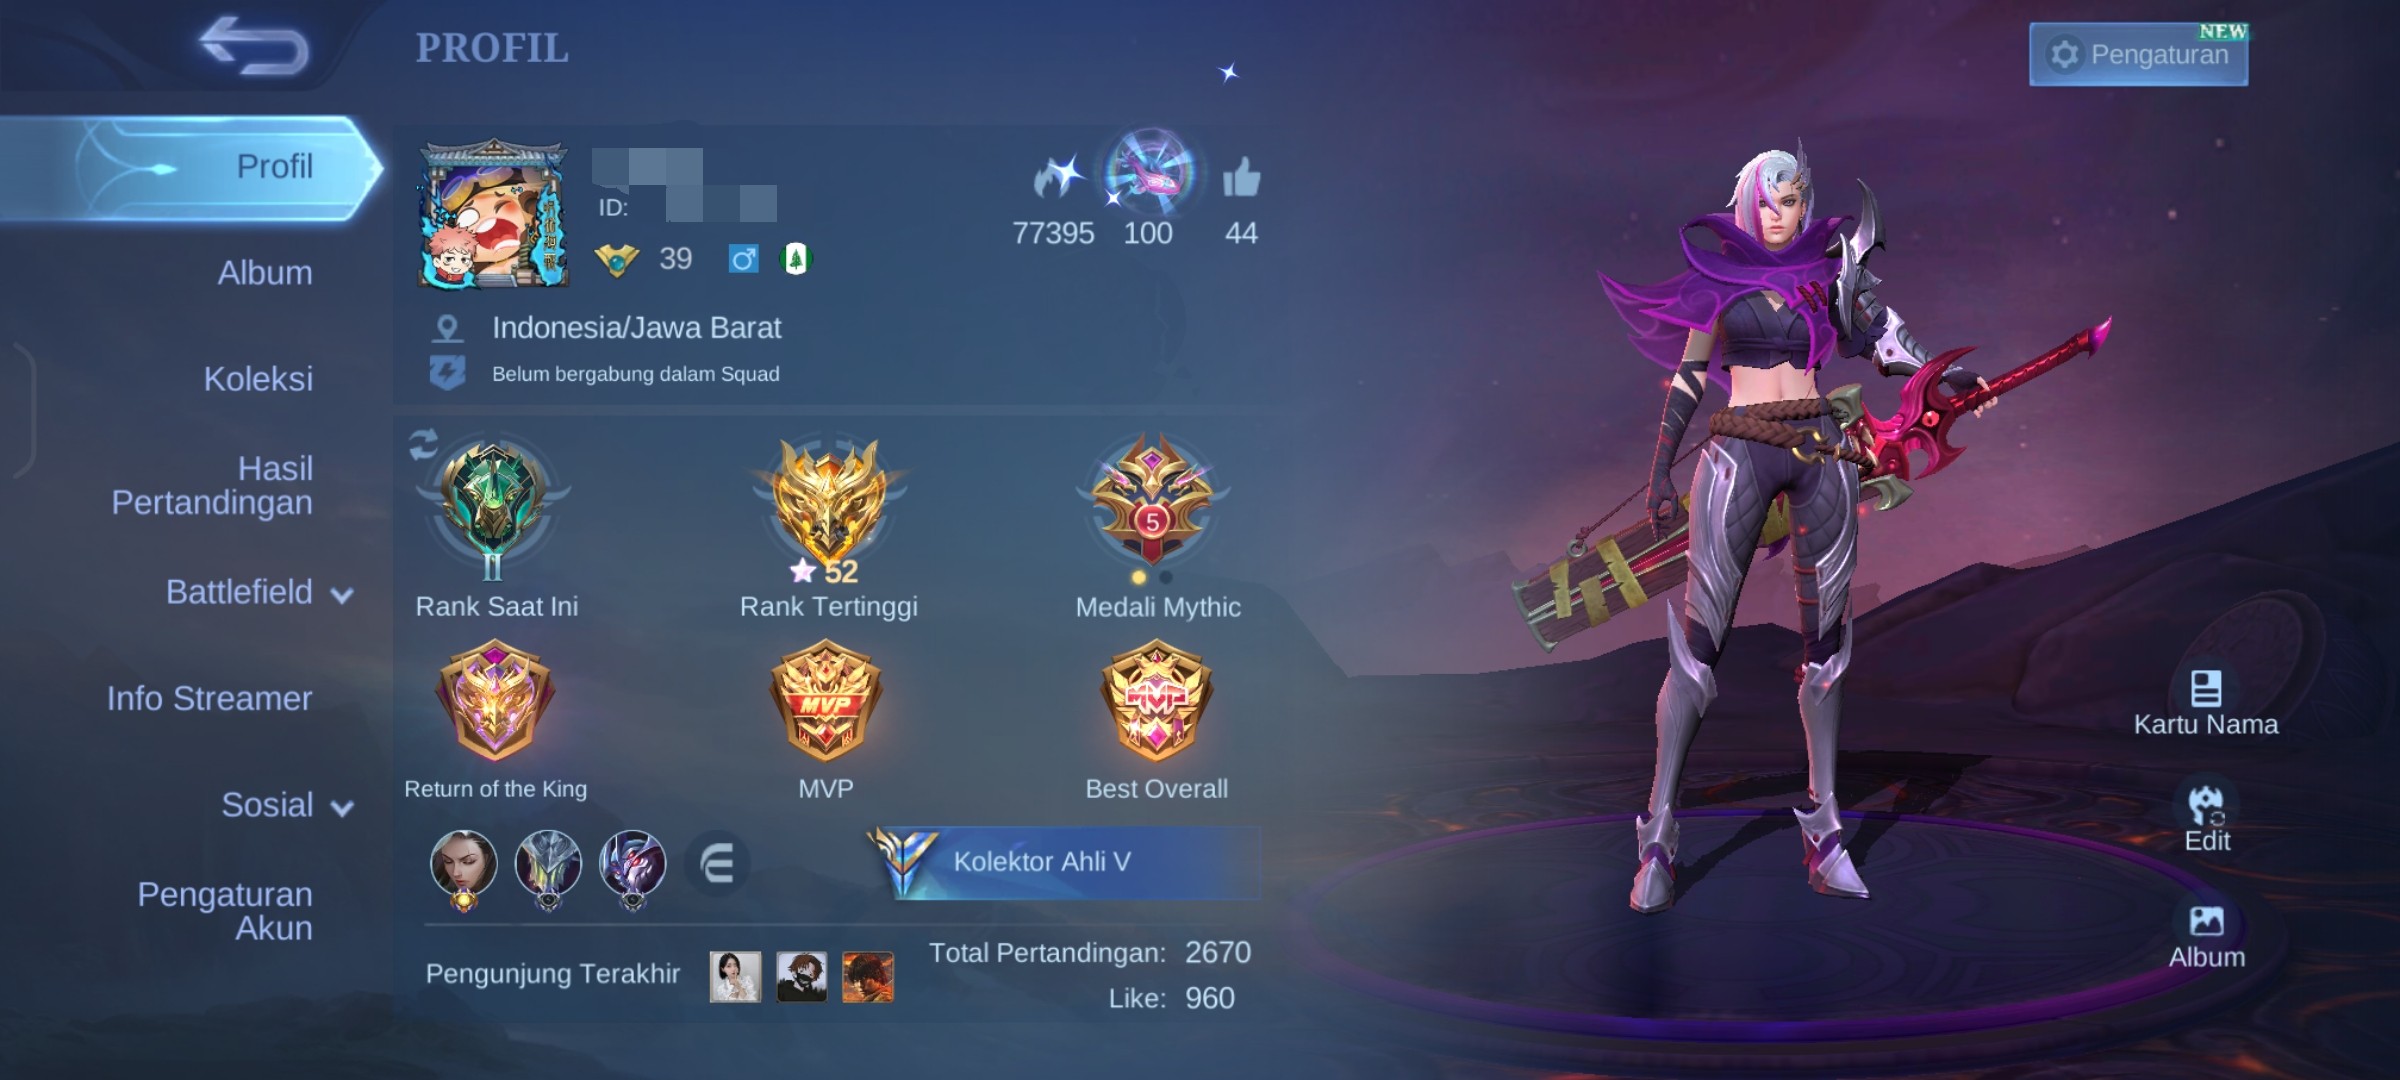 PROFIL
NEW
Pengaturan
Profil
Album
Koleksi
Hasil
Pertandingan
Battlefield
Info Streamer
Sosial
Pengaturan
Akun
ID:
39
77395
100
44
Indonesia/Jawa Barat
Belum bergabung dalam Squad
II
52
5
Rank Saat Ini
Rank Tertinggi
Medali Mythic
MVP
MVP
Return of the King
MVP
Best Overall
Kolektor Ahli V
Pengunjung Terakhir
Total Pertandingan: 2670
Like: 960
Kartu Nama
Edit
Album